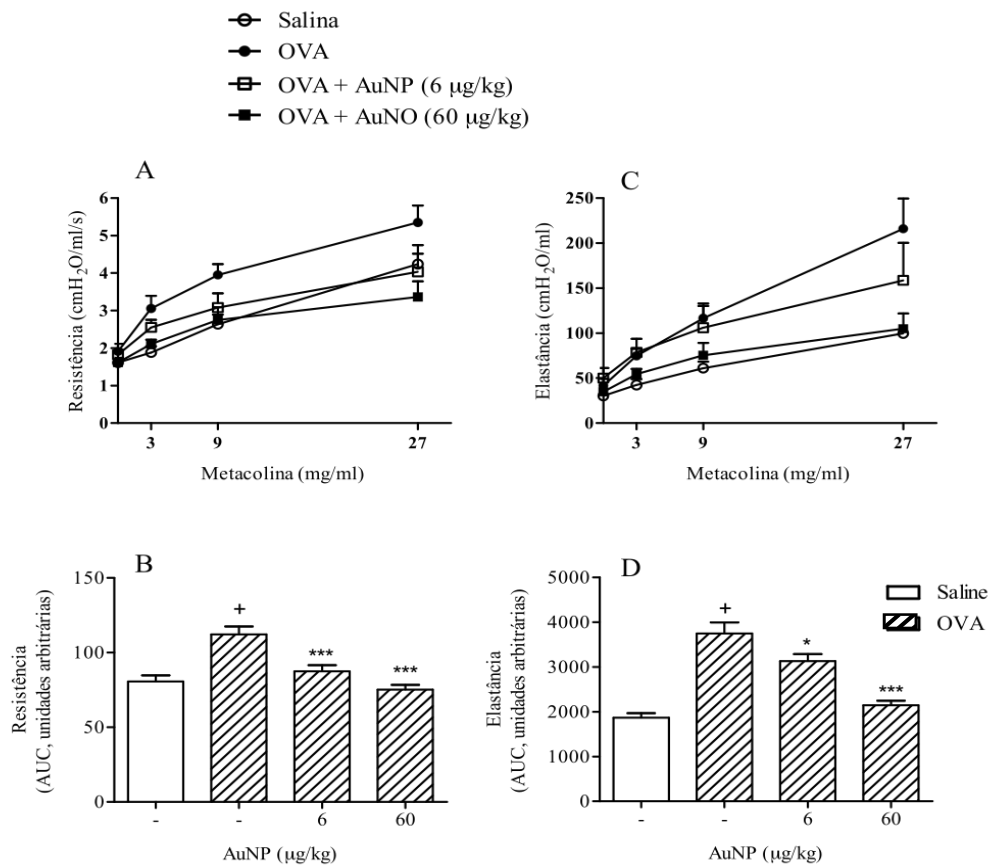 Salina
OVA
OVA + AuNP (6 µg/kg)
OVA + AuNO (60 µg/kg)
A
Resistência (cmH2O/ml/s)
6
5
4
3
2
1
0
3 9 27
Metacolina (mg/ml)
C
Elastância (cmH2O/ml)
250
200
150
100
50
0
3 9 27
Metacolina (mg/ml)
B
Resistência
(AUC, unidades arbitrárias)
150
100
50
0
+
***
***
- - 6 60
AuNP (µg/kg)
D
Elastância
(AUC, unidades arbitrárias)
5000
4000
3000
2000
1000
0
+
*
***
- - 6 60
AuNP (µg/kg)
Saline
OVA